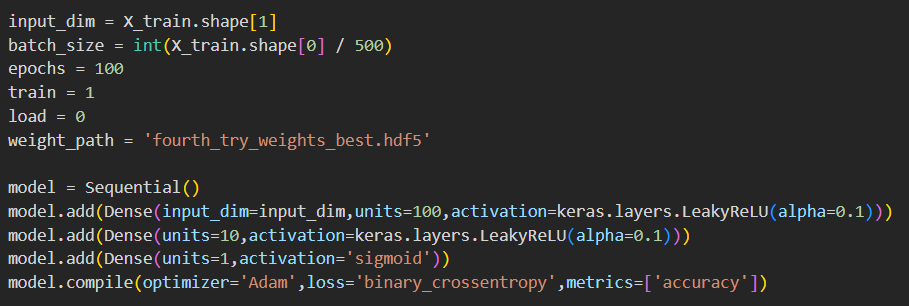 input_dim = X_train.shape[1]
batch_size = int(X_train.shape[0] / 500)
epochs = 100
train = 1
load = 0
weight_path = 'fourth_try_weights_best.hdf5'
model = Sequential()
model.add(Dense(input_dim=input_dim,units=100,activation=keras.layers.LeakyReLU(alpha=0.1)))
model.add(Dense(units=10,activation=keras.layers.LeakyReLU(alpha=0.1)))
model.add(Dense(units=1,activation='sigmoid'))
model.compile(optimizer='Adam',loss='binary_crossentropy',metrics=['accuracy'])